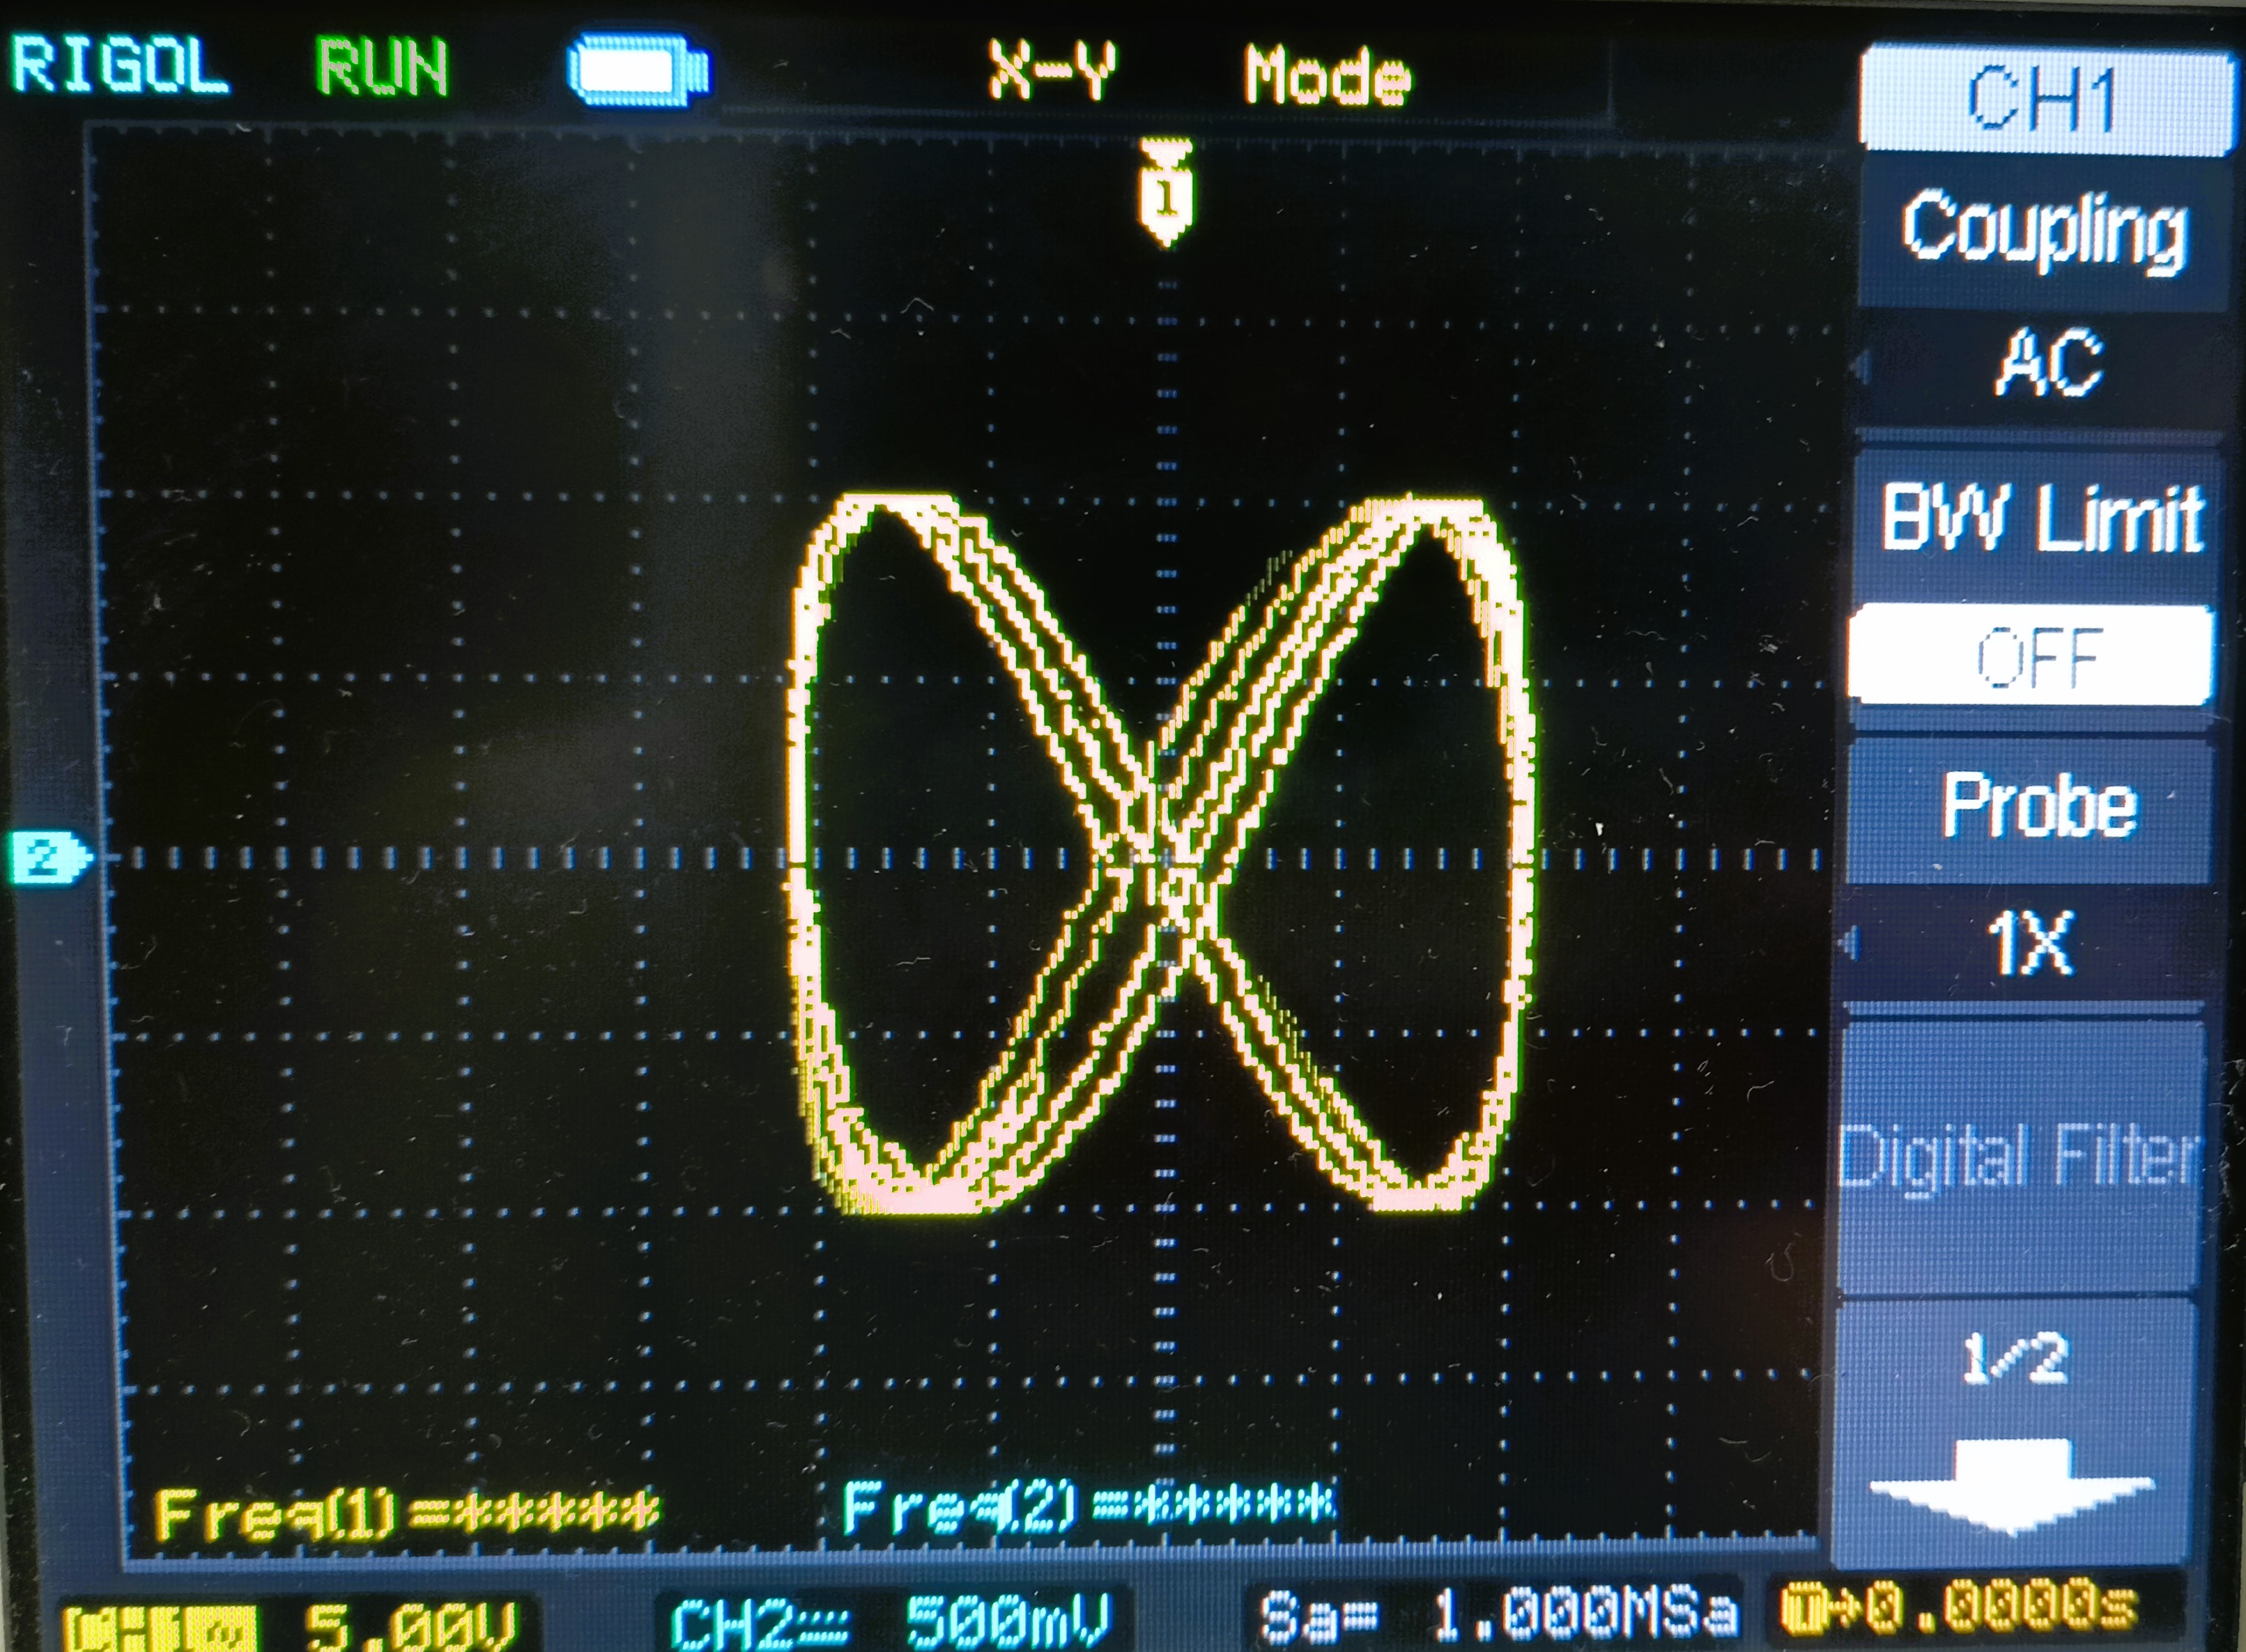 RIGOL RUN X-Y Mode
1
CH1
Coupling
AC
BW Limit
OFF
2
Probe
1X
Digital Filter
1/2
Freq(1)=***** Freq(2)=*****
5.00V CH2 500mV Sa= 1.000MSa 0.0000s